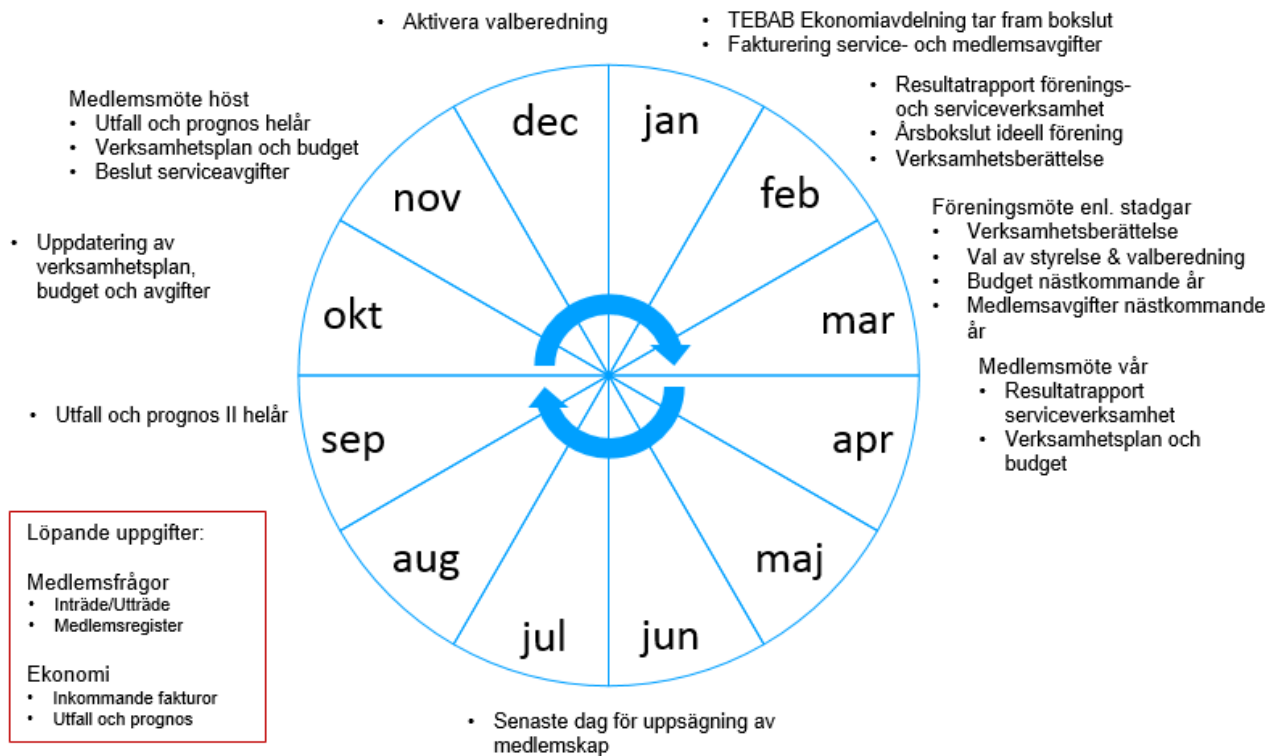 • Aktivera valberedning
• TEBAB Ekonomiavdelning tar fram bokslut
• Fakturering service- och medlemsavgifter
• Resultatrapport förenings-
och serviceverksamhet
• Årsbokslut ideell förening
• Verksamhetsberättelse
Föreningsmöte enl. stadgar
• Verksamhetsberättelse
• Val av styrelse & valberedning
• Budget nästkommande år
• Medlemsavgifter nästkommande
år
Medlemsmöte vår
• Resultatrapport
serviceverksamhet
• Verksamhetsplan och
budget
• Senaste dag för uppsägning av
medlemskap
• Utfall och prognos II helår
• Uppdatering av
verksamhetsplan,
budget och avgifter
Medlemsmöte höst
• Utfall och prognos helår
• Verksamhetsplan och budget
• Beslut serviceavgifter
jan
feb
mar
apr
maj
jun
jul
aug
sep
okt
nov
dec
Löpande uppgifter:
Medlemsfrågor
• Inträde/Utträde
• Medlemsregister
Ekonomi
• Inkommande fakturor
• Utfall och prognos